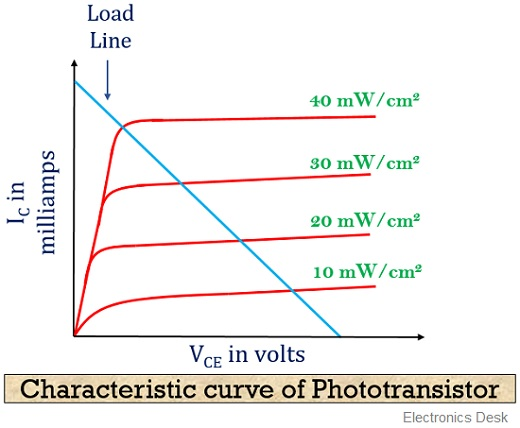 Load
Line
40 mW/cm²
30 mW/cm²
20 mW/cm²
10 mW/cm²
I_C in
milliamps
V_CE in volts
Characteristic curve of Phototransistor
Electronics Desk